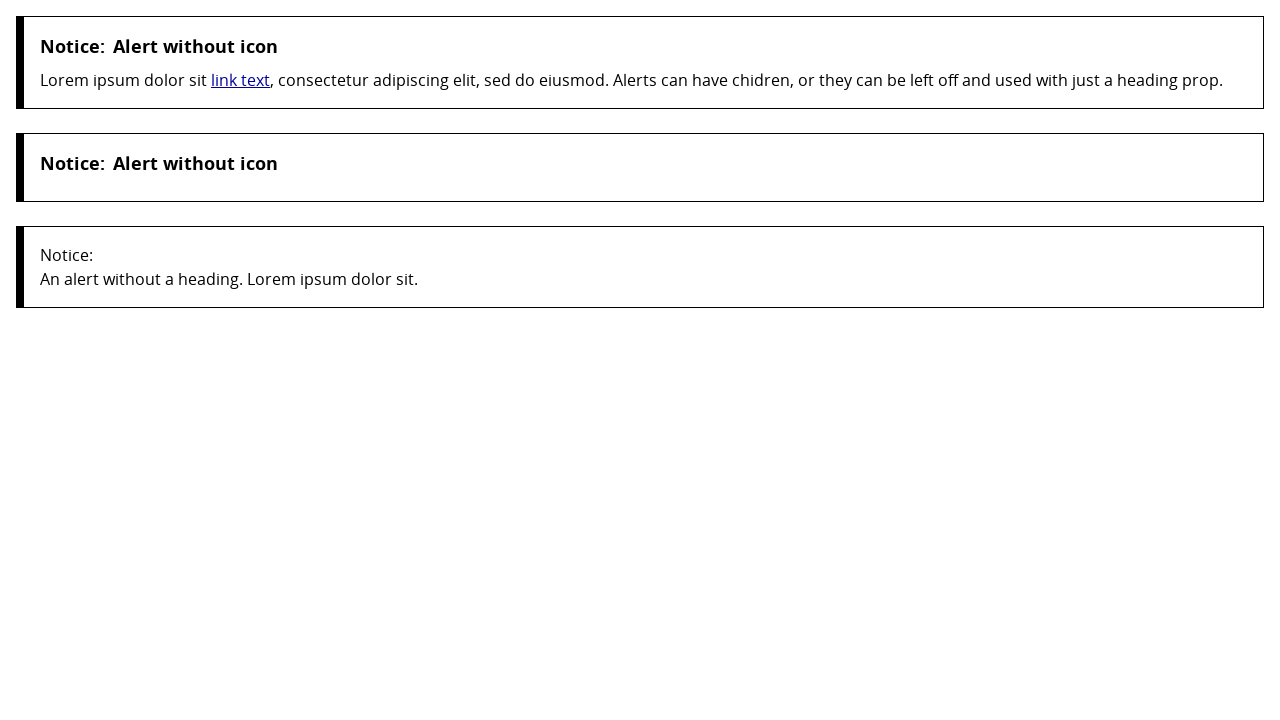 Notice: Alert without icon
Lorem ipsum dolor sit link text, consectetur adipiscing elit, sed do eiusmod. Alerts can have chidren, or they can be left off and used with just a heading prop.
Notice: Alert without icon
Notice:
An alert without a heading. Lorem ipsum dolor sit.